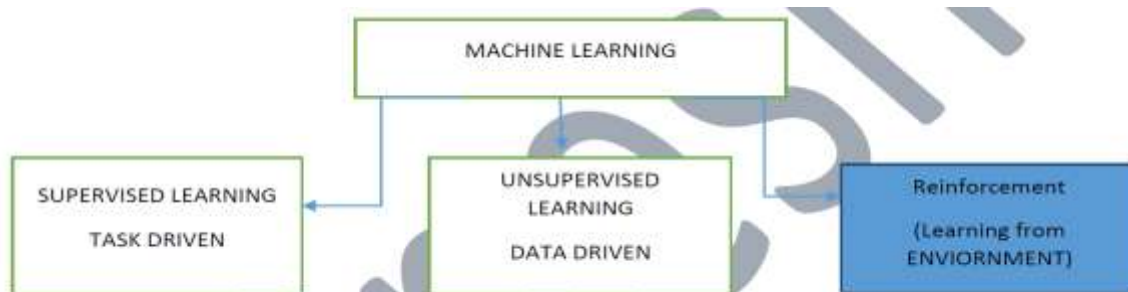 MACHINE LEARNING
SUPERVISED LEARNING
TASK DRIVEN
UNSUPERVISED
LEARNING
DATA DRIVEN
Reinforcement
(Learning from
ENVIORNMENT)